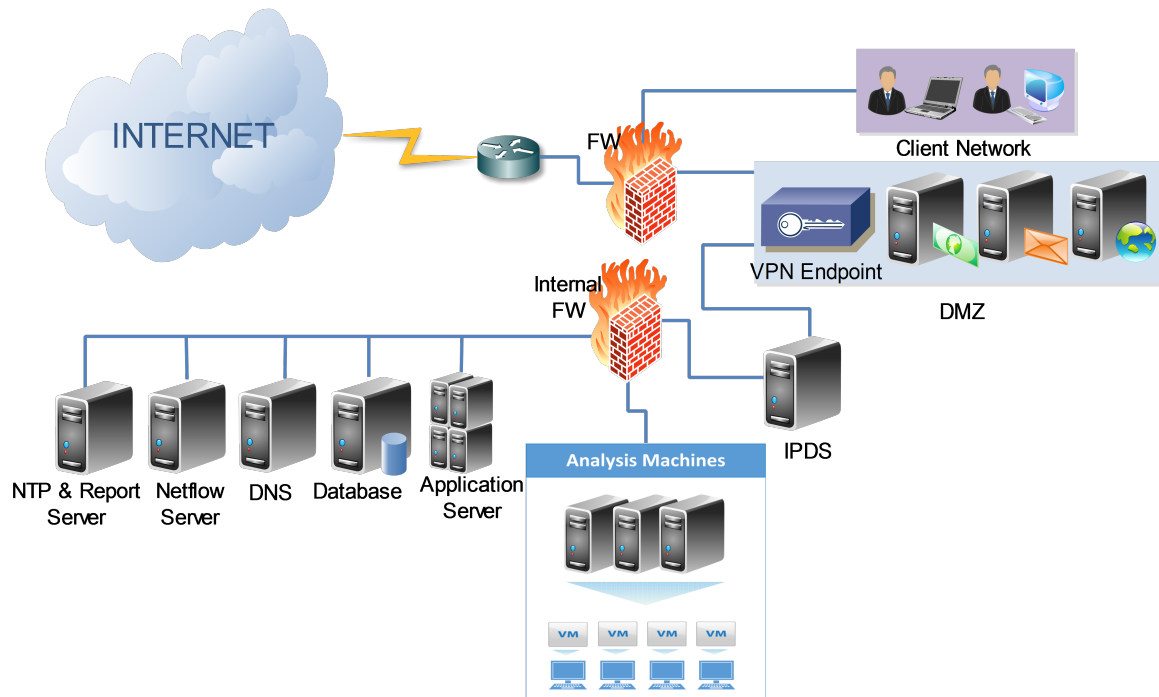 INTERNET
FW
Client Network
VPN Endpoint
DMZ
Internal
FW
IPDS
NTP & Report
Server
Netflow
Server
DNS
Database
Application
Server
Analysis Machines
VM
VM
VM
VM